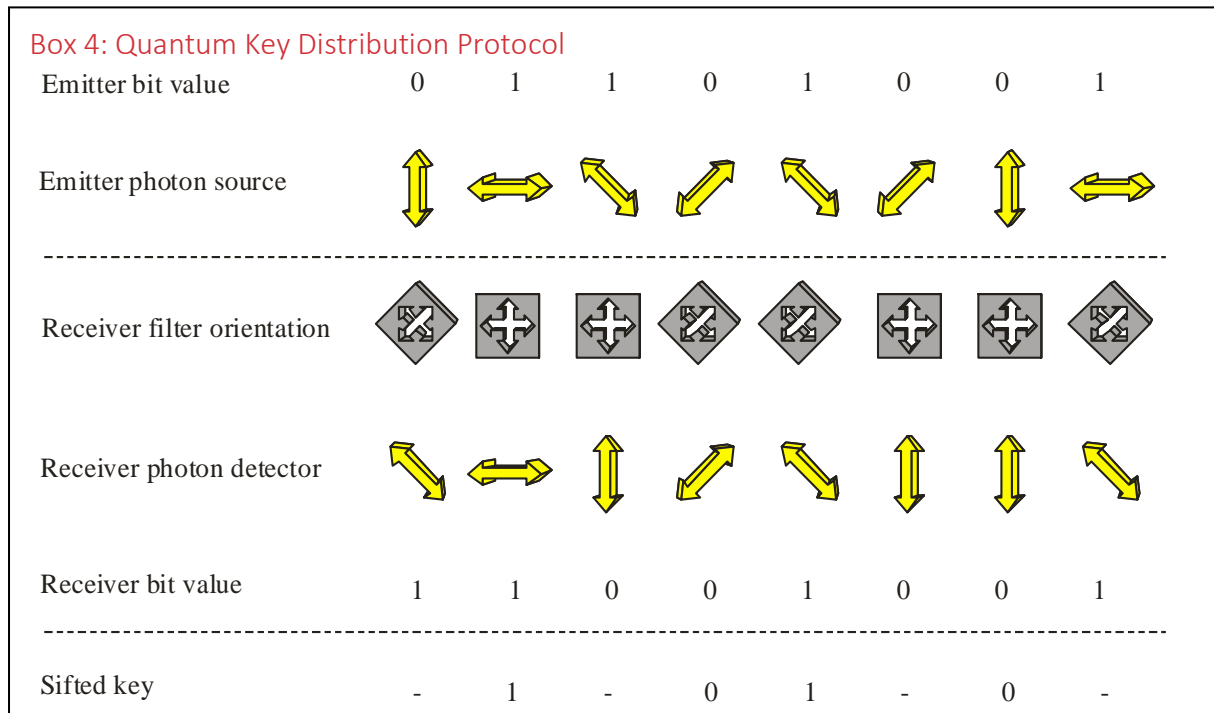 Box 4: Quantum Key Distribution Protocol
Emitter bit value 0 1 1 0 1 0 0 1
Emitter photon source
Receiver filter orientation
Receiver photon detector
Receiver bit value 1 1 0 0 1 0 0 1
Sifted key - 1 - 0 1 - 0 -